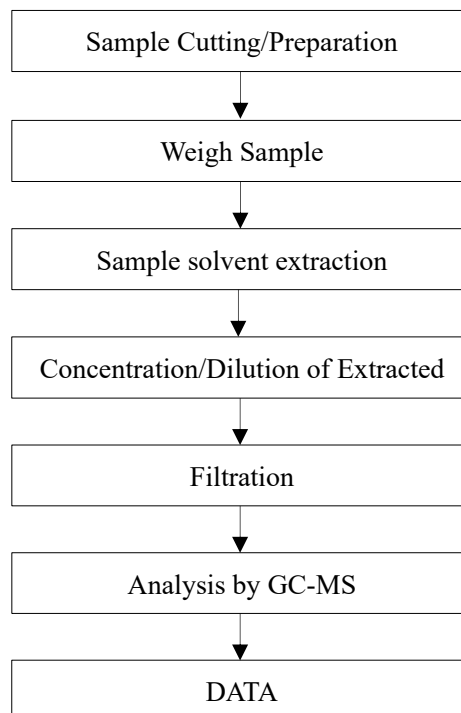 Sample Cutting/Preparation
Weigh Sample
Sample solvent extraction
Concentration/Dilution of Extracted
Filtration
Analysis by GC-MS
DATA